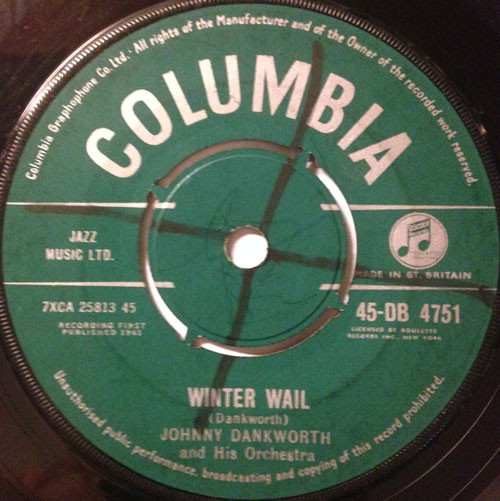 Columbia Graphophone Co. Ltd. All rights of the Manufacturer and of the Owner of the recorded work reserved.
COLUMBIA
JAZZ
MUSIC LTD.
MADE IN GT. BRITAIN
7XCA 25813 45
RECORDING FIRST
PUBLISHED 1961
45-DB 4751
LICENSED BY ROULETTE
RECORDS INC. NEW YORK
WINTER WAIL
(Dankworth)
JOHNNY DANKWORTH
and His Orchestra
Unauthorised public performance, broadcasting and copying of this record prohibited.